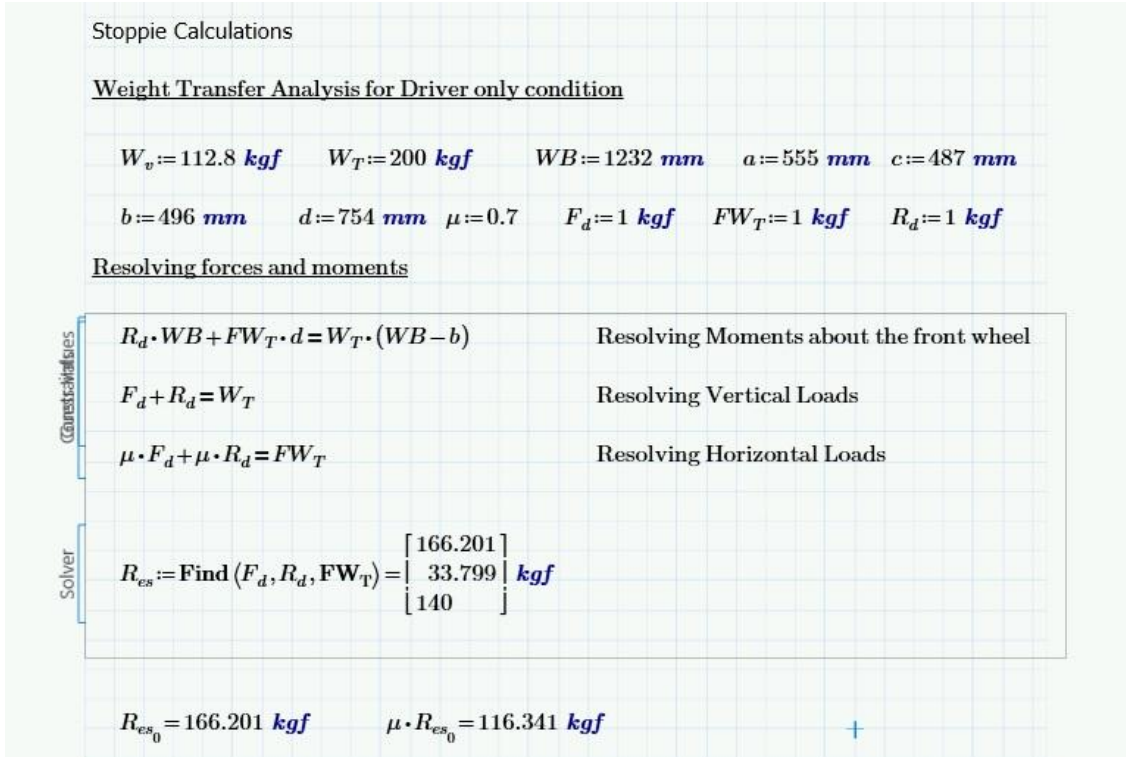 Stoppie Calculations
Weight Transfer Analysis for Driver only condition
W_v:=112.8 kgf W_T:=200 kgf WB:=1232 mm a:=555 mm c:=487 mm
b:=496 mm d:=754 mm μ:=0.7 F_d:=1 kgf FW_T:=1 kgf R_d:=1 kgf
Resolving forces and moments
R_d·WB+FW_T·d=W_T·(WB−b) Resolving Moments about the front wheel
F_d+R_d=W_T Resolving Vertical Loads
μ·F_d+μ·R_d=FW_T Resolving Horizontal Loads
Solver
R_es:=Find(F_d,R_d,FW_T)=[166.201 33.799 140] kgf
R_es_0=166.201 kgf μ·R_es_0=116.341 kgf